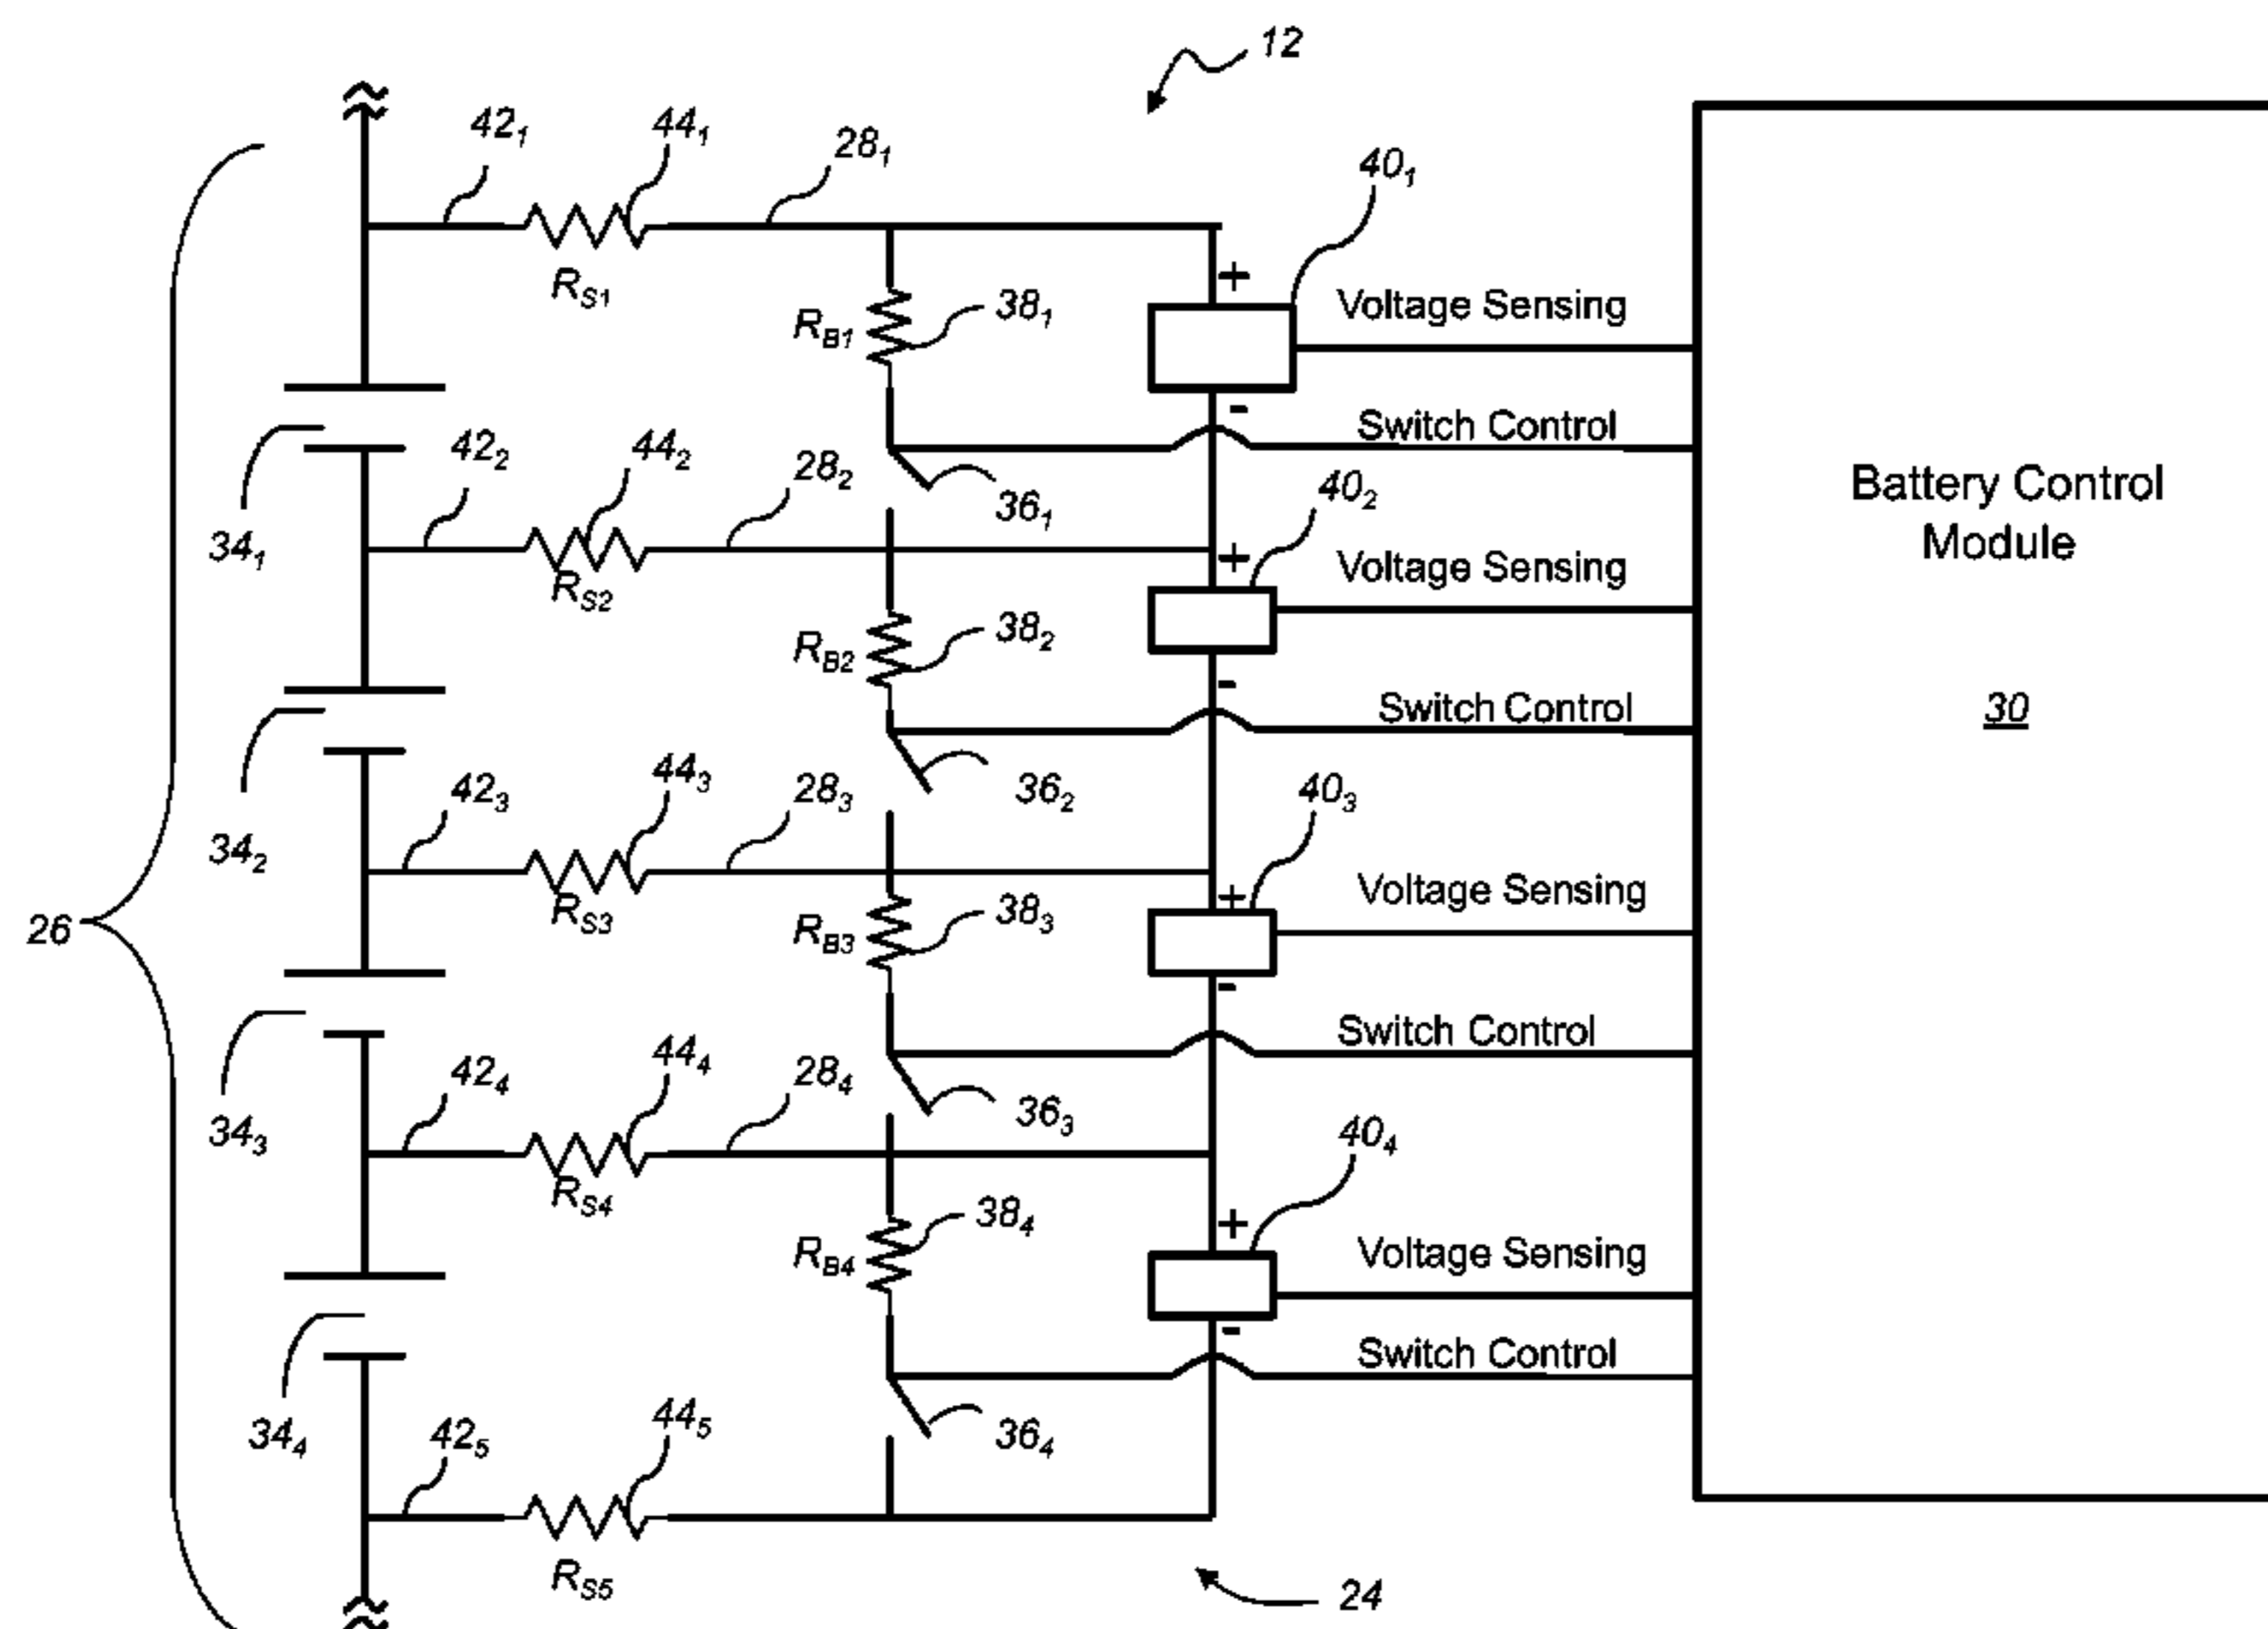 12
42₁
44₁
28₁
40₁
R_S1
R_B1
38₁
Voltage Sensing
Switch Control
34₁
42₂
44₂
28₂
36₁
40₂
Battery Control
Module
R_S2
R_B2
38₂
Voltage Sensing
Switch Control
30
34₂
42₃
44₃
28₃
36₂
40₃
26
R_S3
R_B3
38₃
Voltage Sensing
Switch Control
34₃
42₄
44₄
28₄
36₃
40₄
R_S4
R_B4
38₄
Voltage Sensing
Switch Control
34₄
42₅
44₅
36₄
R_S5
24
+
-
+
-
+
-
+
-